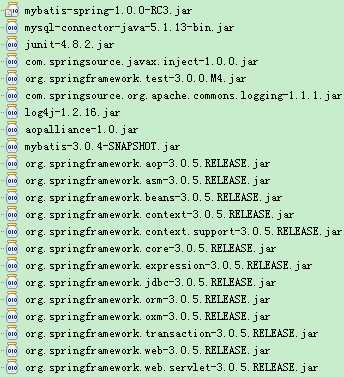 mybatis-spring-1.0.0-RC3.jar
mysql-connector-java-5.1.13-bin.jar
junit-4.8.2.jar
com.springsource.javax.inject-1.0.0.jar
org.springframework.test-3.0.0.M4.jar
com.springsource.org.apache.commons.logging-1.1.1.jar
log4j-1.2.16.jar
aopalliance-1.0.jar
mybatis-3.0.4-SNAPSHOT.jar
org.springframework.aop-3.0.5.RELEASE.jar
org.springframework.asm-3.0.5.RELEASE.jar
org.springframework.beans-3.0.5.RELEASE.jar
org.springframework.context-3.0.5.RELEASE.jar
org.springframework.context.support-3.0.5.RELEASE.jar
org.springframework.core-3.0.5.RELEASE.jar
org.springframework.expression-3.0.5.RELEASE.jar
org.springframework.jdbc-3.0.5.RELEASE.jar
org.springframework.orm-3.0.5.RELEASE.jar
org.springframework.oxm-3.0.5.RELEASE.jar
org.springframework.transaction-3.0.5.RELEASE.jar
org.springframework.web-3.0.5.RELEASE.jar
org.springframework.web.servlet-3.0.5.RELEASE.jar